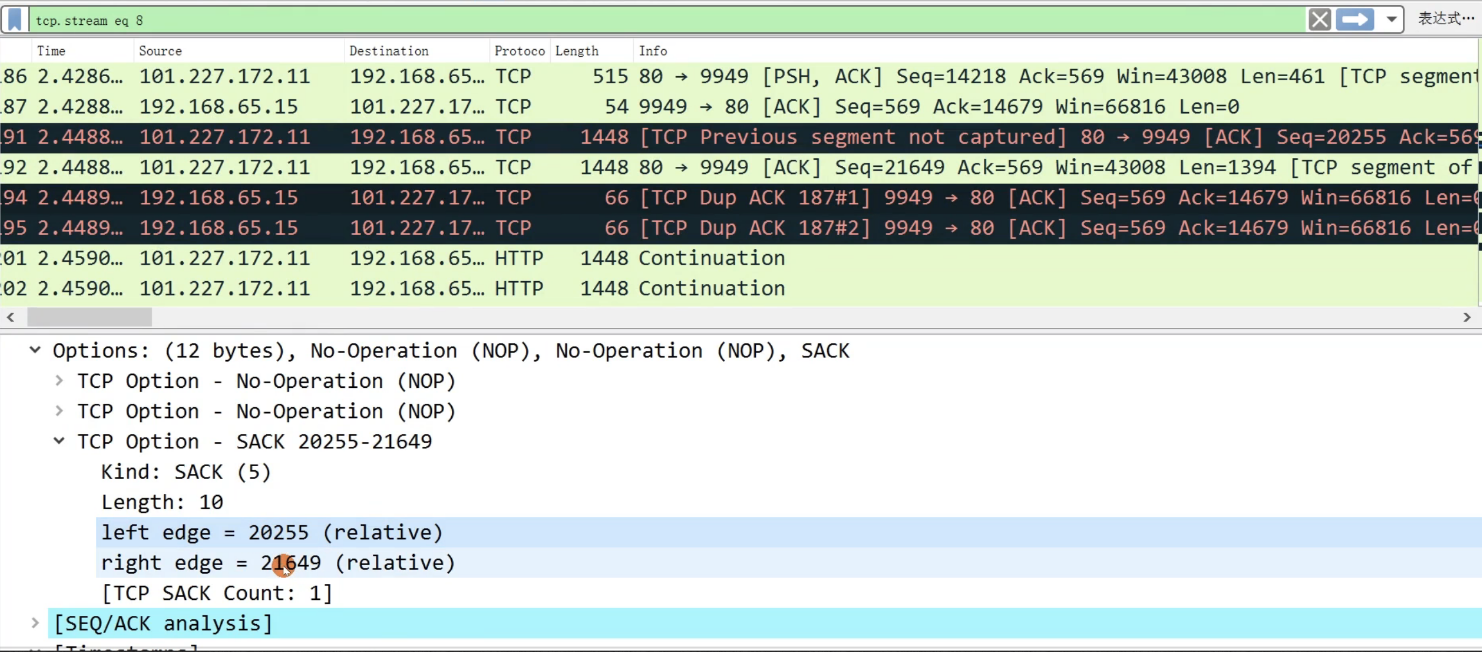 tcp.stream eq 8 表达式…
Time Source Destination Protoco Length Info
86 2.4286… 101.227.172.11 192.168.65… TCP 515 80 → 9949 [PSH, ACK] Seq=14218 Ack=569 Win=43008 Len=461 [TCP segment
87 2.4288… 192.168.65.15 101.227.17… TCP 54 9949 → 80 [ACK] Seq=569 Ack=14679 Win=66816 Len=0
91 2.4488… 101.227.172.11 192.168.65… TCP 1448 [TCP Previous segment not captured] 80 → 9949 [ACK] Seq=20255 Ack=569
92 2.4488… 101.227.172.11 192.168.65… TCP 1448 80 → 9949 [ACK] Seq=21649 Ack=569 Win=43008 Len=1394 [TCP segment of
94 2.4489… 192.168.65.15 101.227.17… TCP 66 [TCP Dup ACK 187#1] 9949 → 80 [ACK] Seq=569 Ack=14679 Win=66816 Len=
95 2.4489… 192.168.65.15 101.227.17… TCP 66 [TCP Dup ACK 187#2] 9949 → 80 [ACK] Seq=569 Ack=14679 Win=66816 Len=
01 2.4590… 101.227.172.11 192.168.65… HTTP 1448 Continuation
02 2.4590… 101.227.172.11 192.168.65… HTTP 1448 Continuation
Options: (12 bytes), No-Operation (NOP), No-Operation (NOP), SACK
TCP Option - No-Operation (NOP)
TCP Option - No-Operation (NOP)
TCP Option - SACK 20255-21649
Kind: SACK (5)
Length: 10
left edge = 20255 (relative)
right edge = 21649 (relative)
[TCP SACK Count: 1]
[SEQ/ACK analysis]
[Timestamps]